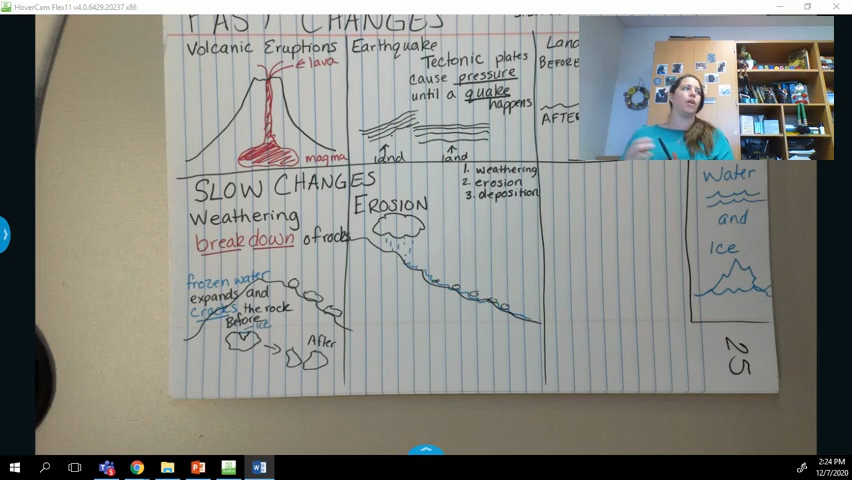 HoverCam Flex11 v4.0.6429.20237 x86
FAST CHANGES
Volcanic Eruptions
lava
magma
Earthquake
Tectonic plates
cause pressure
until a quake
happens
land
land
Land
BEFORE
AFTER
SLOW CHANGES
Weathering
breakdown of rocks
frozen water
expands and
cracks the rock
Before
ice
After
1. weathering
2. erosion
3. deposition
EROSION
Water
and
Ice
25
2:24 PM
12/7/2020